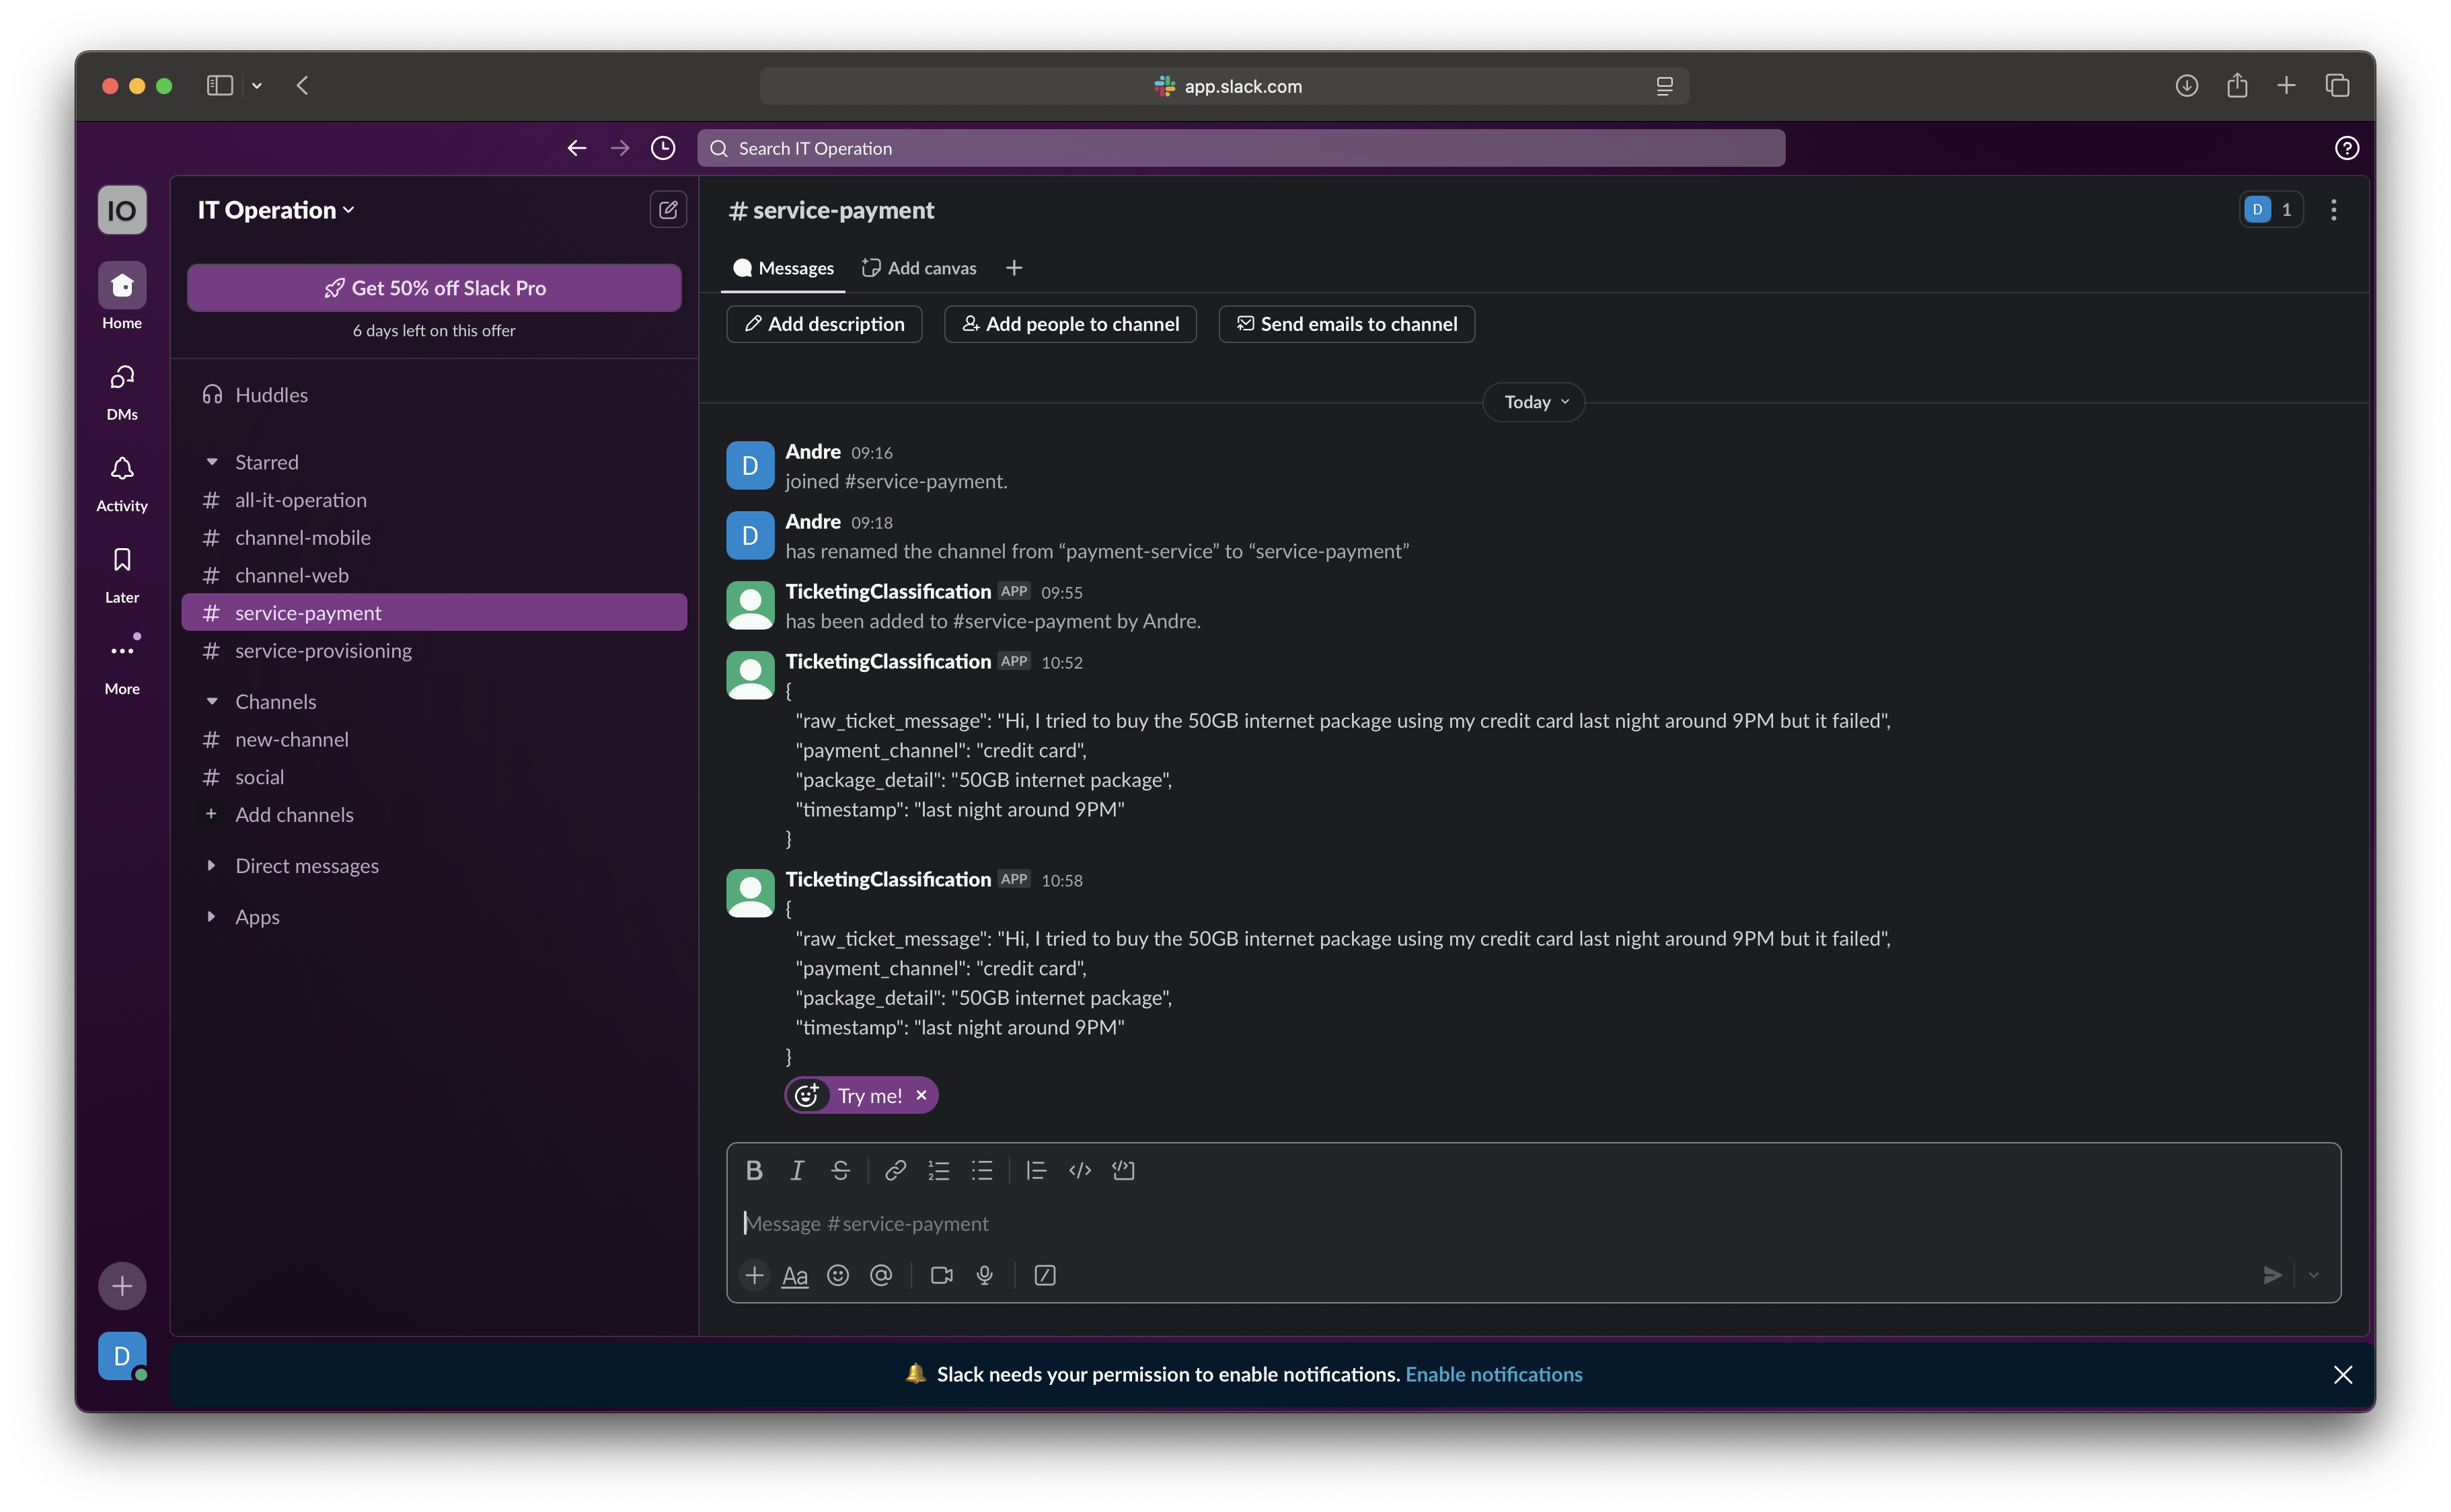 app.slack.com
Search IT Operation
IO
IT Operation
# service-payment
D 1
Home
Get 50% off Slack Pro
6 days left on this offer
Messages
Add canvas
Add description
Add people to channel
Send emails to channel
DMs
Huddles
Today
Activity
Starred
# all-it-operation
# channel-mobile
# channel-web
# service-payment
# service-provisioning
Later
More
Channels
# new-channel
# social
+ Add channels
Direct messages
Apps
D
Andre 09:16
joined #service-payment.
D
Andre 09:18
has renamed the channel from “payment-service” to “service-payment”
TicketingClassification APP 09:55
has been added to #service-payment by Andre.
TicketingClassification APP 10:52
{
"raw_ticket_message": "Hi, I tried to buy the 50GB internet package using my credit card last night around 9PM but it failed",
"payment_channel": "credit card",
"package_detail": "50GB internet package",
"timestamp": "last night around 9PM"
}
TicketingClassification APP 10:58
{
"raw_ticket_message": "Hi, I tried to buy the 50GB internet package using my credit card last night around 9PM but it failed",
"payment_channel": "credit card",
"package_detail": "50GB internet package",
"timestamp": "last night around 9PM"
}
Try me!
B I S
Message #service-payment
Aa
D
Slack needs your permission to enable notifications. Enable notifications